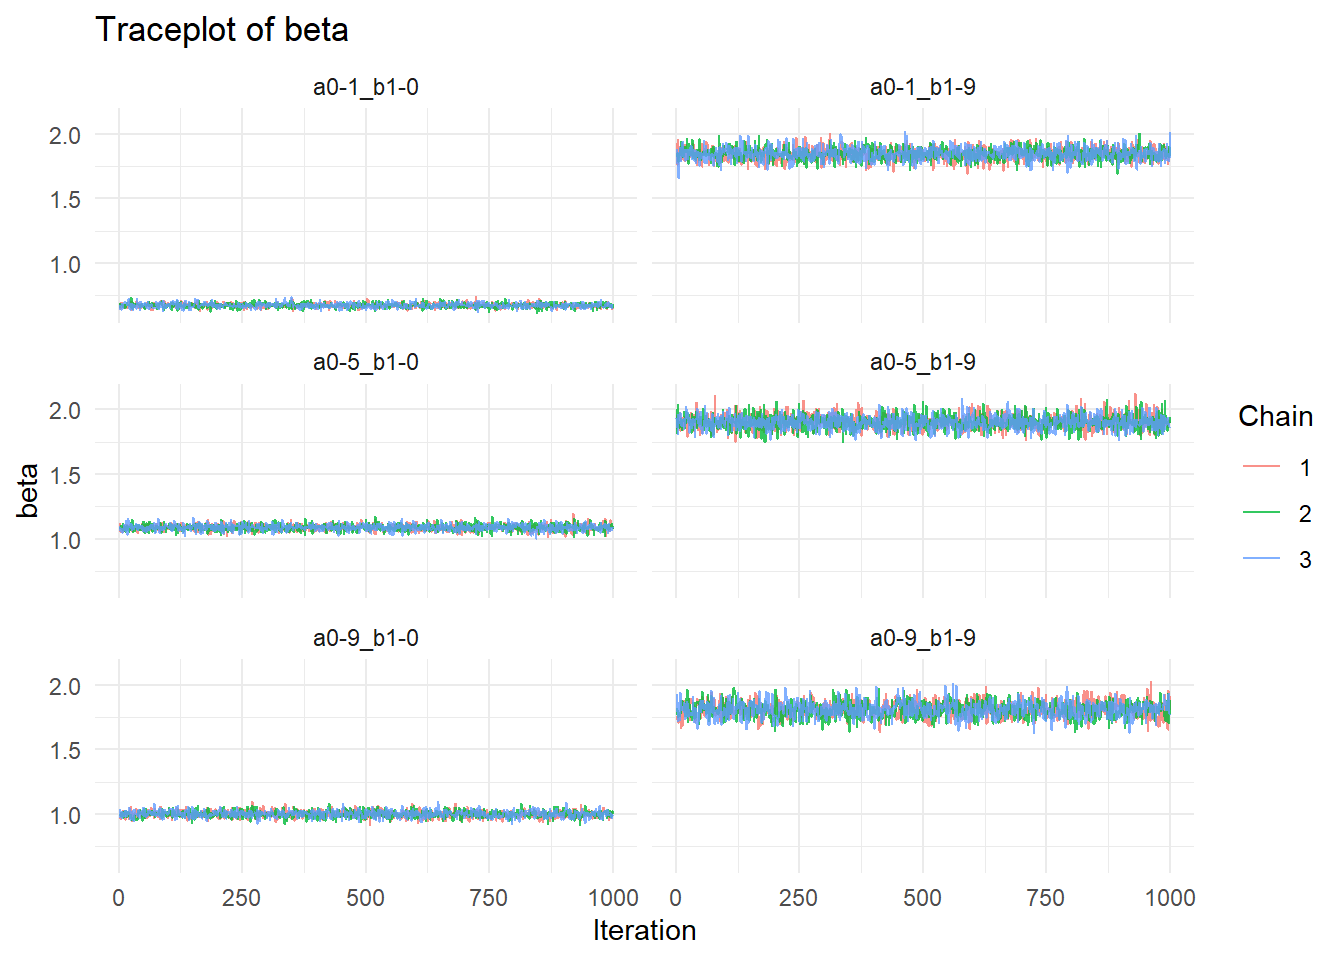 Traceplot of beta
a0-1_b1-0
a0-1_b1-9
2.0
1.5
1.0
a0-5_b1-0
a0-5_b1-9
2.0
1.5
1.0
beta
a0-9_b1-0
a0-9_b1-9
2.0
1.5
1.0
0 250 500 750 1000
0 250 500 750 1000
Iteration
Chain
1
2
3